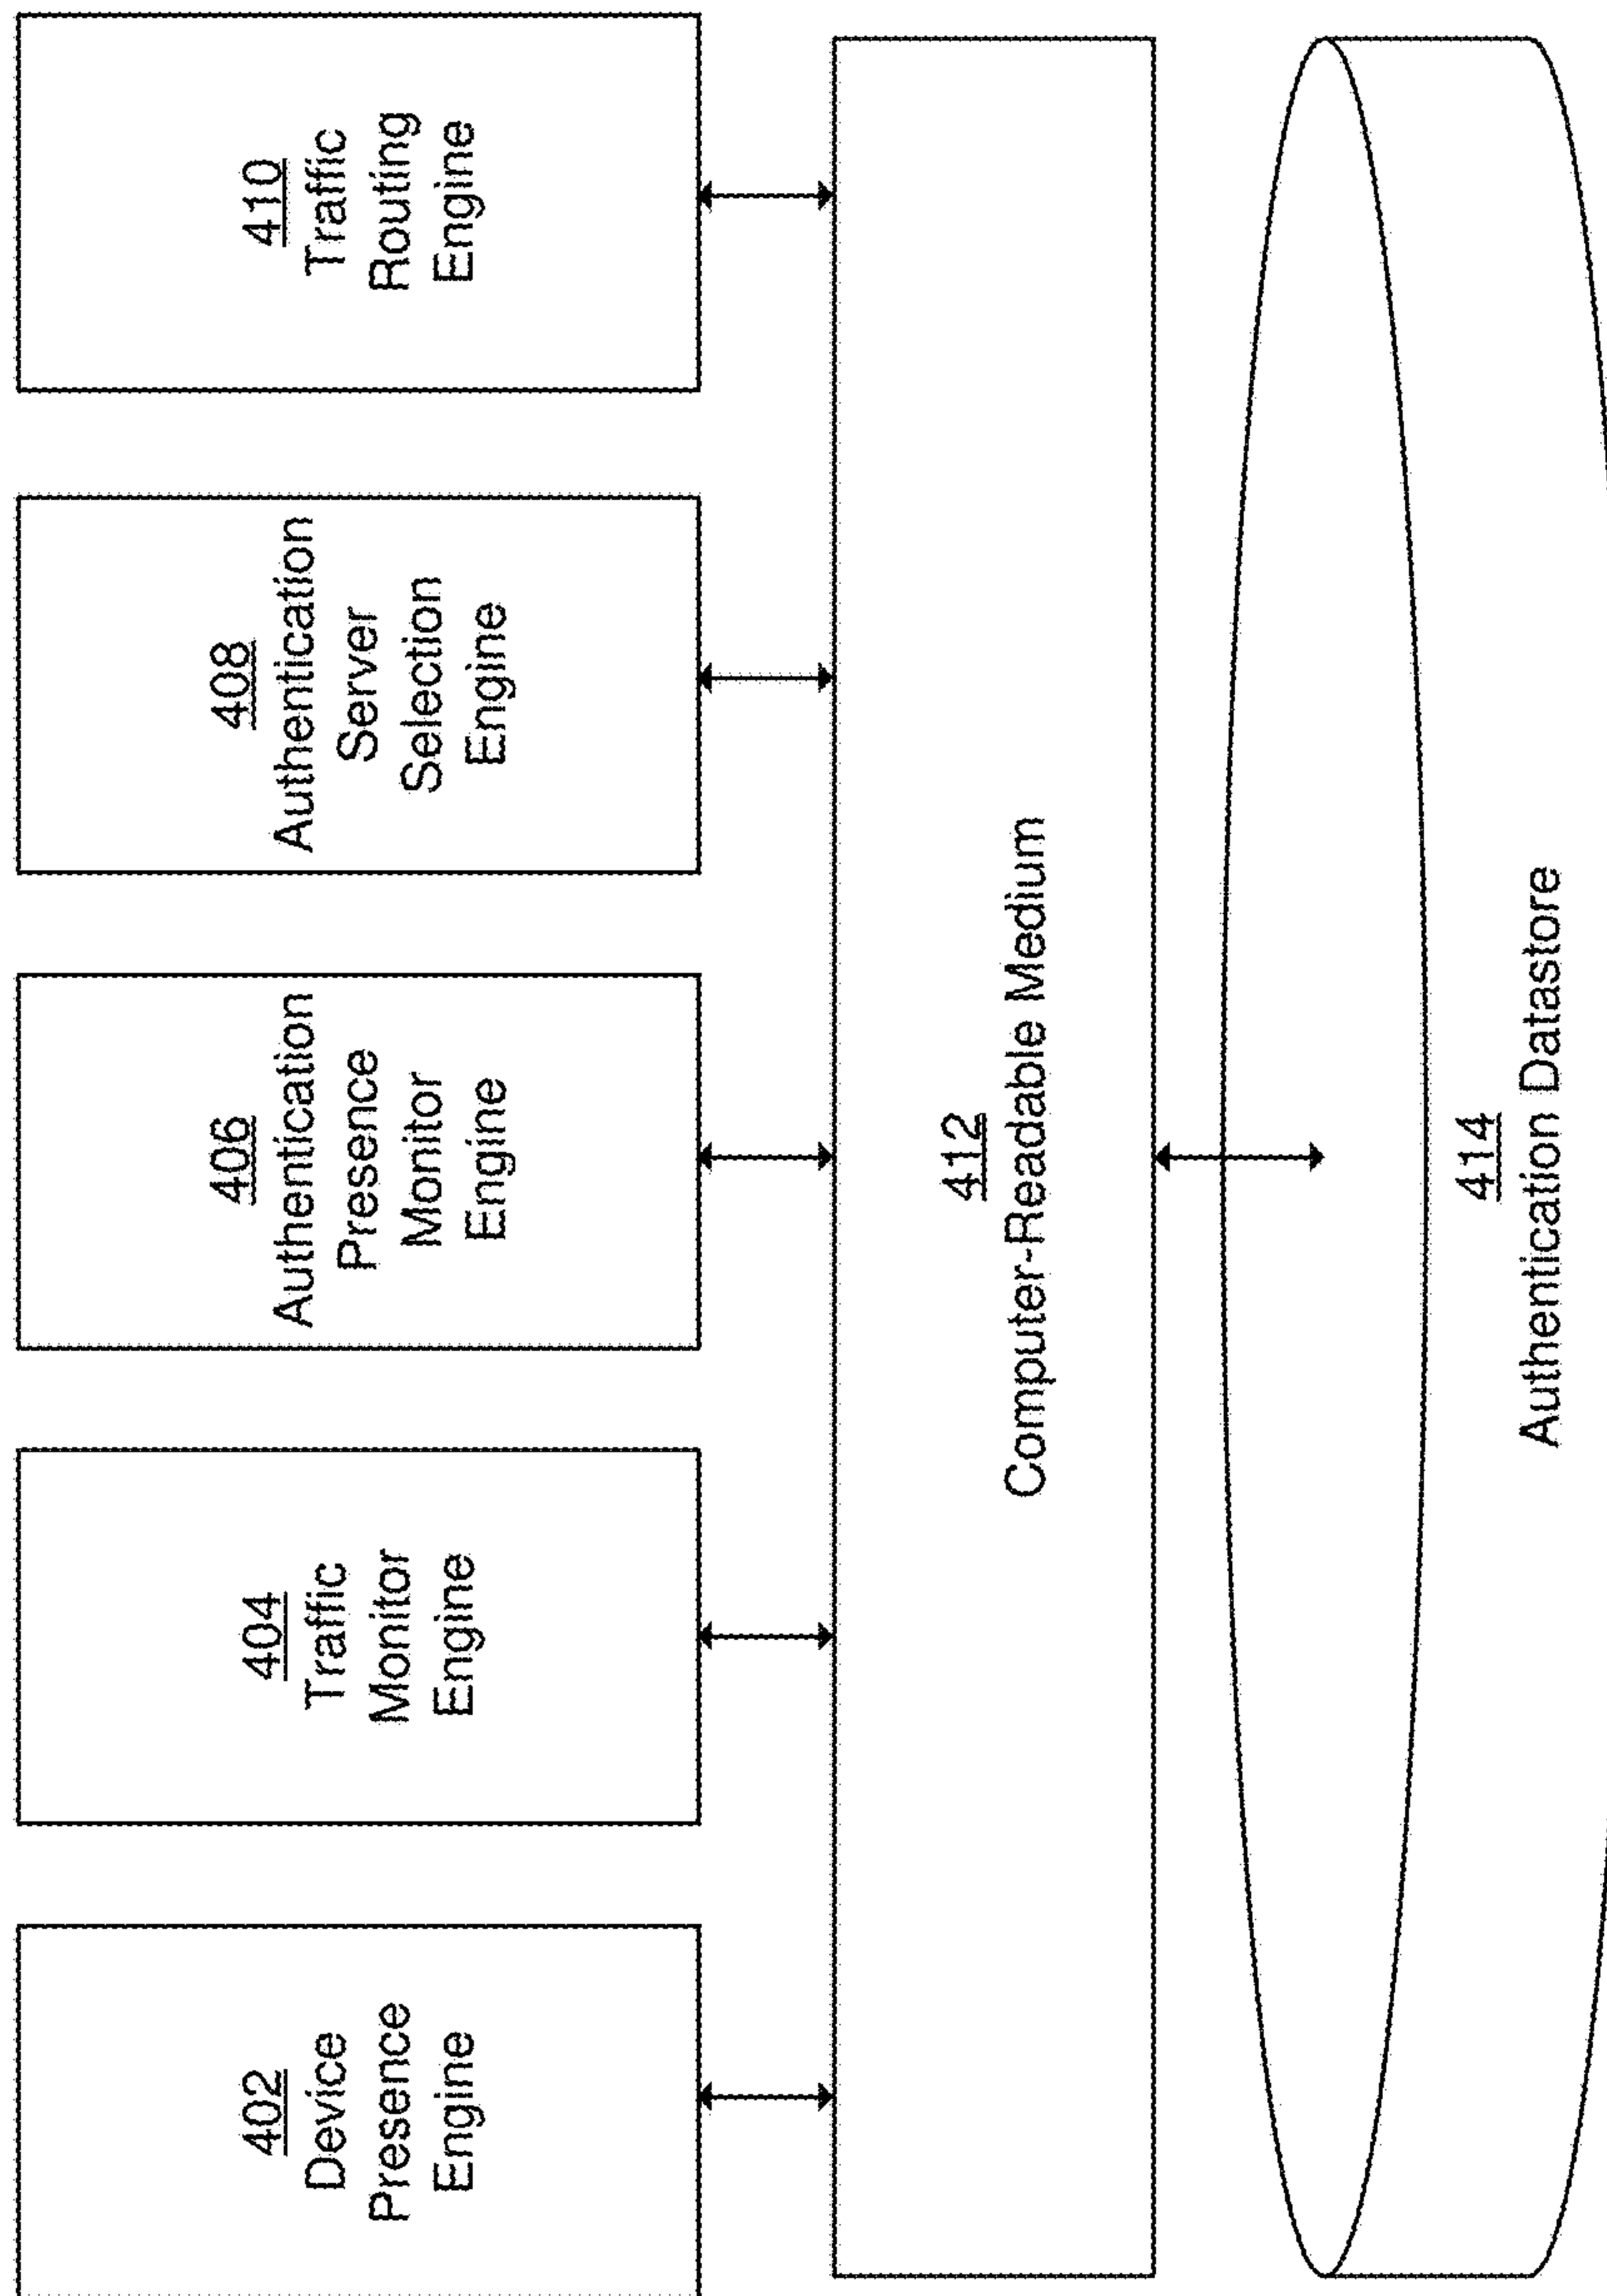 402
Device
Presence
Engine
404
Traffic
Monitor
Engine
406
Authentication
Presence
Monitor
Engine
408
Authentication
Server
Selection
Engine
410
Traffic
Routing
Engine
412
Computer-Readable Medium
414
Authentication Datastore